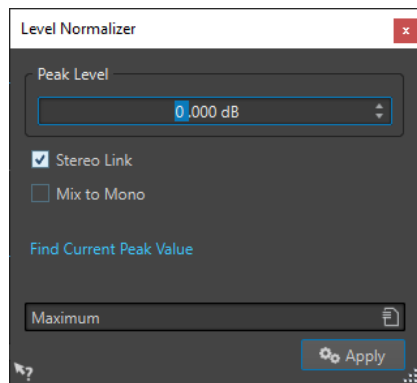 Level Normalizer
x
Peak Level
0.000 dB
Stereo Link
Mix to Mono
Find Current Peak Value
Maximum
Apply
?